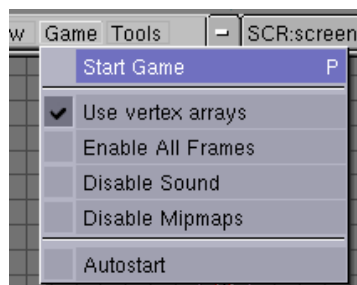 w Game Tools SCR:screen
Start Game P
Use vertex arrays
Enable All Frames
Disable Sound
Disable Mipmaps
Autostart